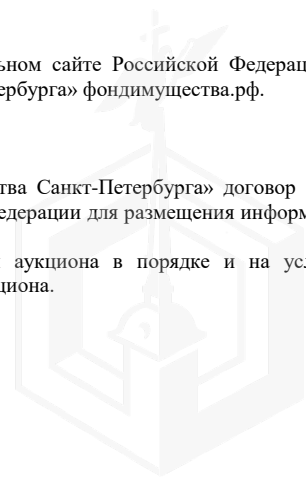 ьном сайте Российской Федерац
ербурга» фондимущества.рф.
тва Санкт-Петербурга» договор
едерации для размещения информ
аукциона в порядке и на усл
циона.